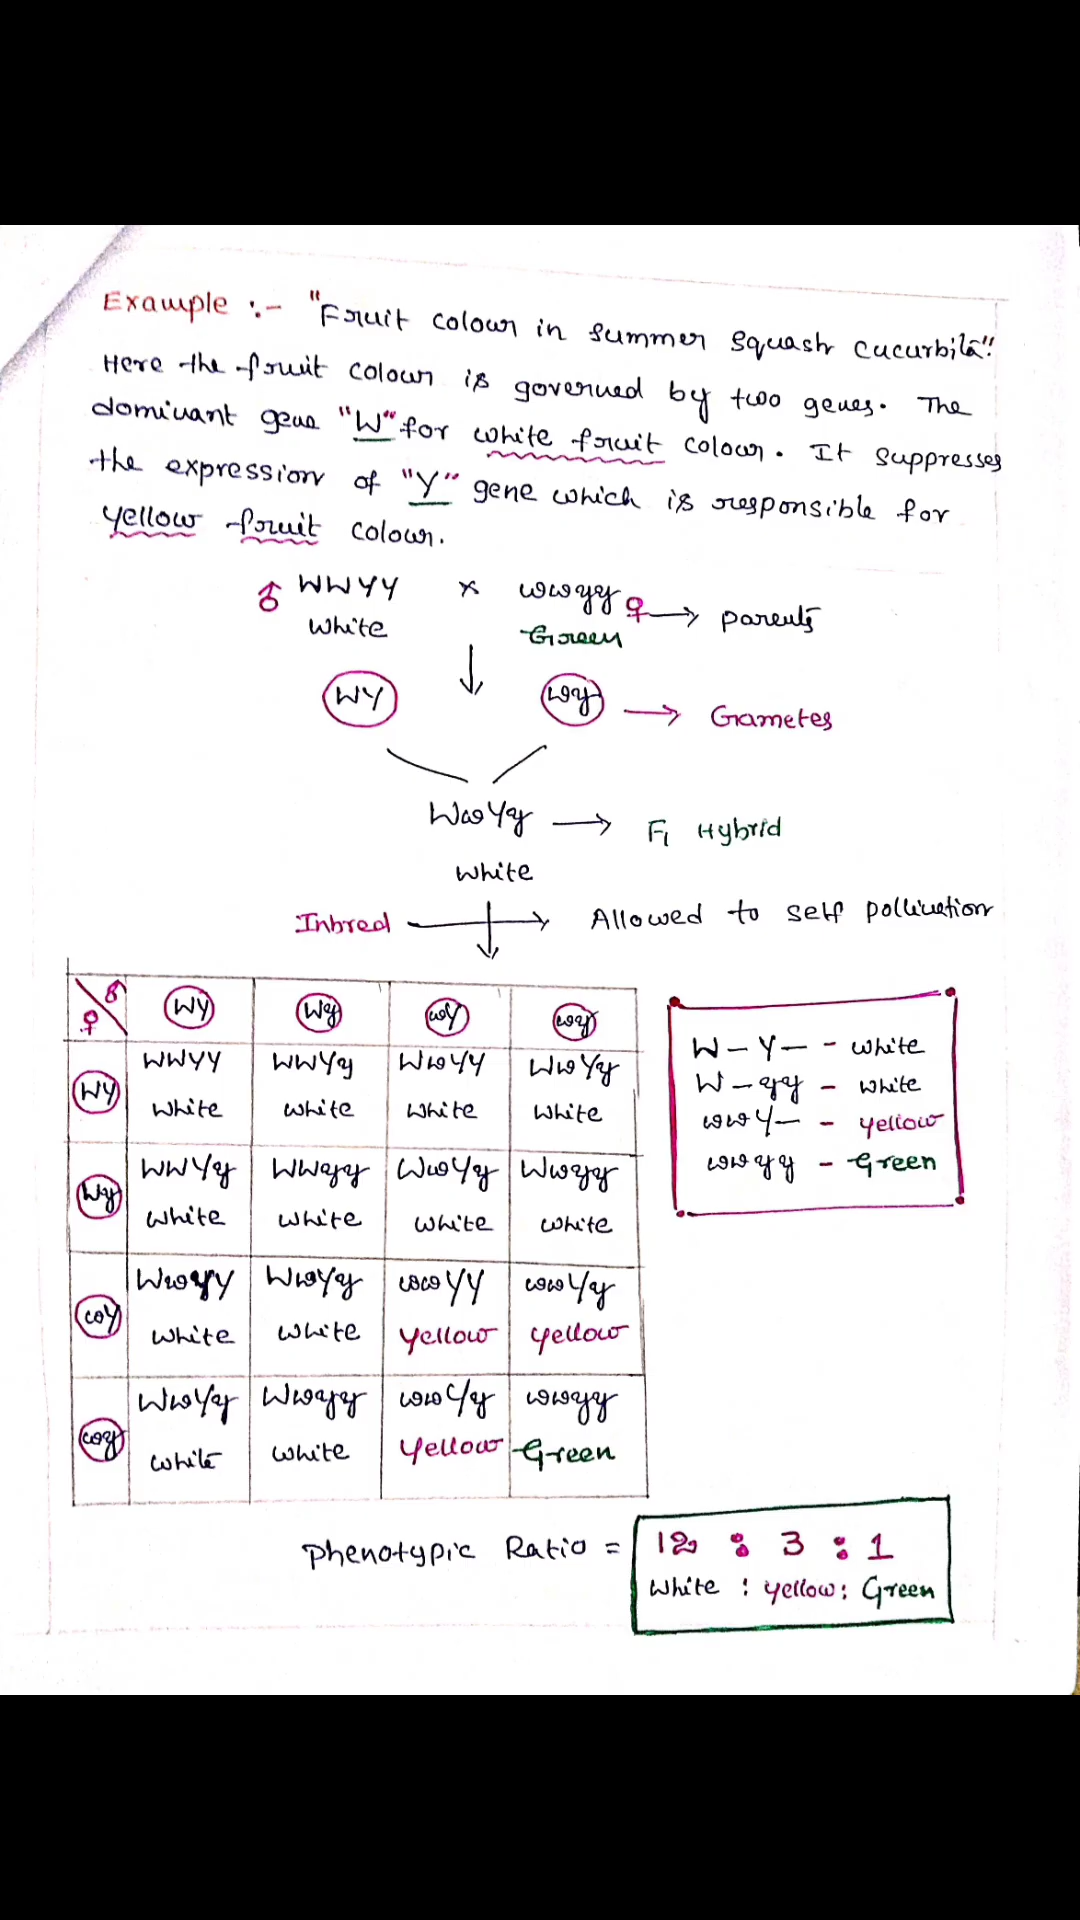 Example :- "Fruit colour in summer squash cucurbita"
Here the fruit colour is governed by two genes. The
dominant gene "W" for white fruit colour. It suppresses
the expression of "Y" gene which is responsible for
yellow fruit colour.
♂ WWYY × wwyy ♀ → parents
White Green
WY wy → Gametes
WwYy → F1 Hybrid
white
Inbred → Allowed to self pollination
♀ ♂ WY Wy wY wy
WY WWYY WWYy WwYY WwYy
white white white white
Wy WWYy WWyy WwYy Wwyy
white white white white
wY WwYY WwYy wwYY wwYy
white white yellow yellow
wy WwYy Wwyy wwYy wwyy
white white yellow Green
W-Y- - white
W-yy - white
wwY- - yellow
wwyy - Green
Phenotypic Ratio = 12 : 3 : 1
white : yellow : Green